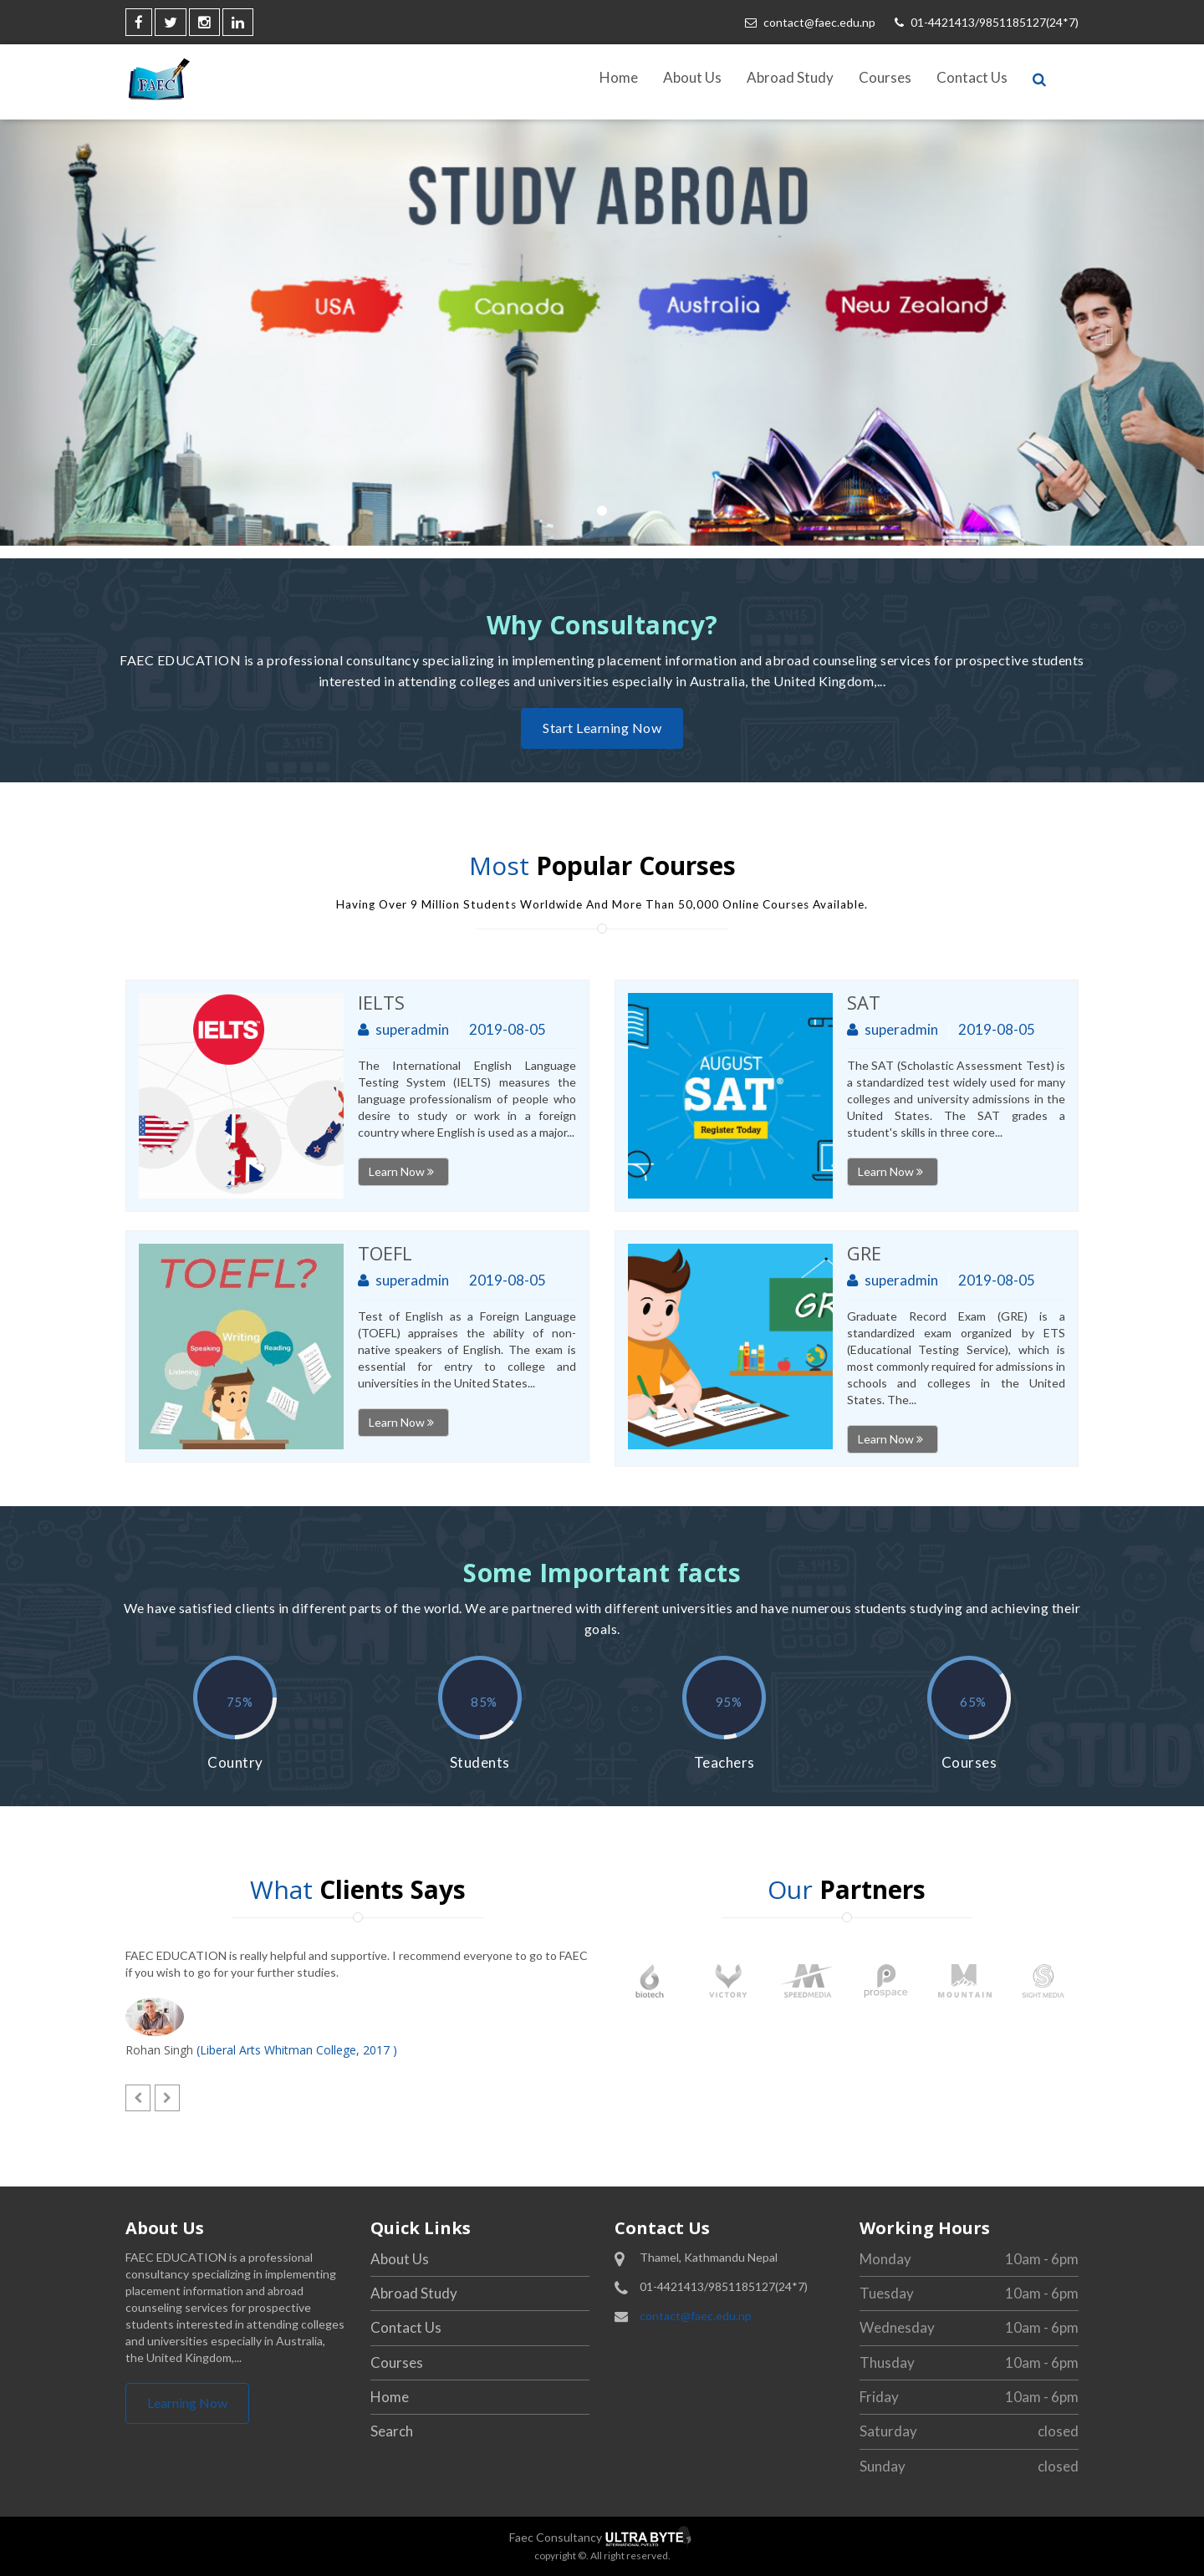 contact@faec.edu.np 01-4421413/9851185127(24*7)
FAEC
Home About Us Abroad Study Courses Contact Us
STUDY ABROAD
USA Canada Australia New Zealand
Why Consultancy?
FAEC EDUCATION is a professional consultancy specializing in implementing placement information and abroad counseling services for prospective students
interested in attending colleges and universities especially in Australia, the United Kingdom,...
Start Learning Now
Most Popular Courses
Having Over 9 Million Students Worldwide And More Than 50,000 Online Courses Available.
IELTS
IELTS
superadmin 2019-08-05
The International English Language
Testing System (IELTS) measures the
language professionalism of people who
desire to study or work in a foreign
country where English is used as a major...
Learn Now »
AUGUST
SAT®
Register Today
SAT
superadmin 2019-08-05
The SAT (Scholastic Assessment Test) is
a standardized test widely used for many
colleges and university admissions in the
United States. The SAT grades a
student's skills in three core...
Learn Now »
TOEFL?
Writing
Speaking
Reading
Listening
TOEFL
superadmin 2019-08-05
Test of English as a Foreign Language
(TOEFL) appraises the ability of non-
native speakers of English. The exam is
essential for entry to college and
universities in the United States...
Learn Now »
GR
GRE
superadmin 2019-08-05
Graduate Record Exam (GRE) is a
standardized exam organized by ETS
(Educational Testing Service), which is
most commonly required for admissions in
schools and colleges in the United
States. The...
Learn Now »
Some Important facts
We have satisfied clients in different parts of the world. We are partnered with different universities and have numerous students studying and achieving their
goals.
75% 85% 95% 65%
Country Students Teachers Courses
What Clients Says
FAEC EDUCATION is really helpful and supportive. I recommend everyone to go to FAEC
if you wish to go for your further studies.
Rohan Singh (Liberal Arts Whitman College, 2017 )
Our Partners
biotech VICTORY SPEEDMEDIA prospace MOUNTAIN SIGHT MEDIA
About Us
FAEC EDUCATION is a professional
consultancy specializing in implementing
placement information and abroad
counseling services for prospective
students interested in attending colleges
and universities especially in Australia,
the United Kingdom,...
Learning Now
Quick Links
About Us
Abroad Study
Contact Us
Courses
Home
Search
Contact Us
Thamel, Kathmandu Nepal
01-4421413/9851185127(24*7)
contact@faec.edu.np
Working Hours
Monday 10am - 6pm
Tuesday 10am - 6pm
Wednesday 10am - 6pm
Thusday 10am - 6pm
Friday 10am - 6pm
Saturday closed
Sunday closed
Faec Consultancy ULTRA BYTE
copyright ©. All right reserved.